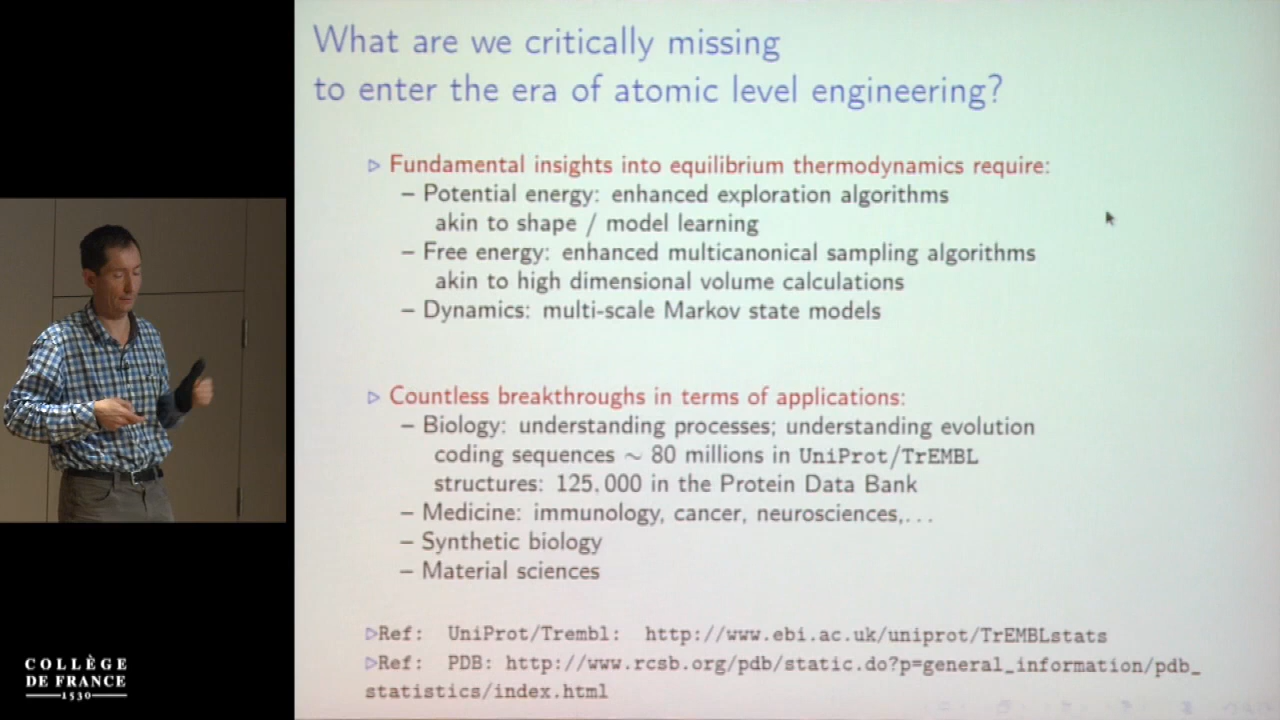 What are we critically missing
to enter the era of atomic level engineering?
▷ Fundamental insights into equilibrium thermodynamics require:
– Potential energy: enhanced exploration algorithms
akin to shape / model learning
– Free energy: enhanced multicanonical sampling algorithms
akin to high dimensional volume calculations
– Dynamics: multi-scale Markov state models
▷ Countless breakthroughs in terms of applications:
– Biology: understanding processes; understanding evolution
coding sequences ∼ 80 millions in UniProt/TrEMBL
structures: 125,000 in the Protein Data Bank
– Medicine: immunology, cancer, neurosciences,...
– Synthetic biology
– Material sciences
▷Ref: UniProt/Trembl: http://www.ebi.ac.uk/uniprot/TrEMBLstats
▷Ref: PDB: http://www.rcsb.org/pdb/static.do?p=general_information/pdb_
statistics/index.html
COLLÈGE
DE FRANCE
1530